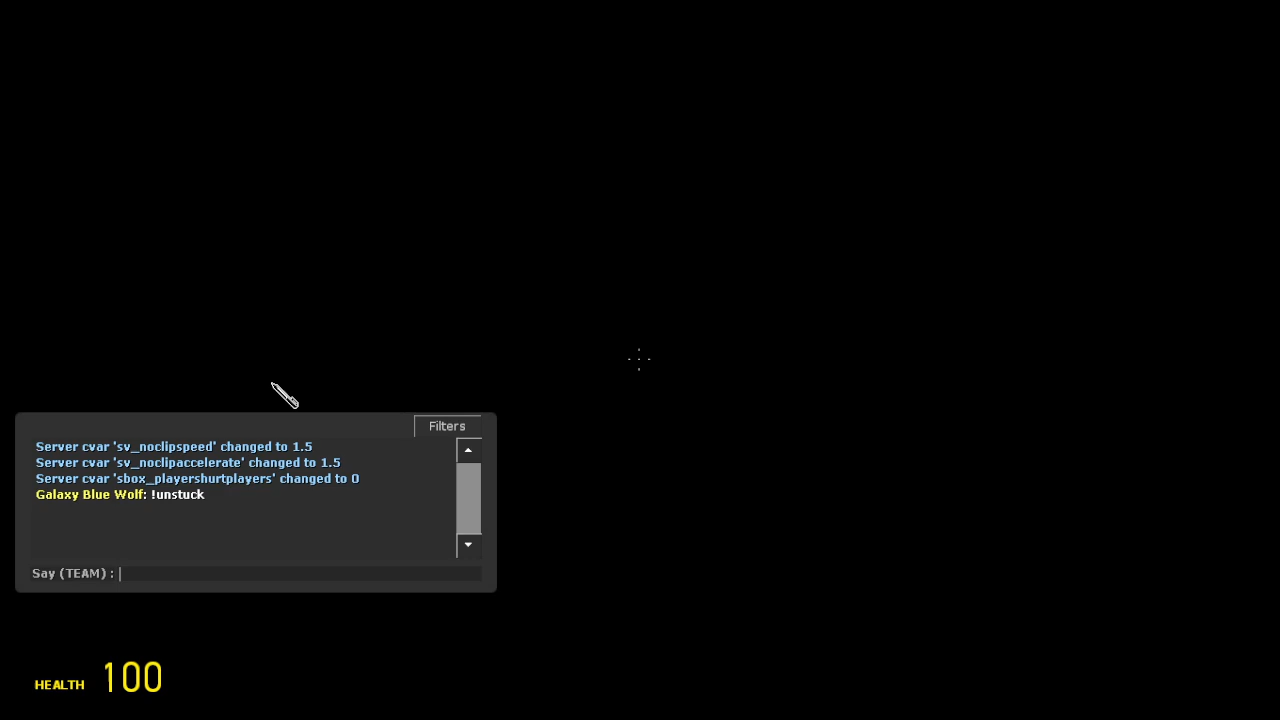 Filters
Server cvar 'sv_noclipspeed' changed to 1.5
Server cvar 'sv_noclipaccelerate' changed to 1.5
Server cvar 'sbox_playershurtplayers' changed to 0
Galaxy Blue Wolf: !unstuck
Say (TEAM) :
HEALTH 100